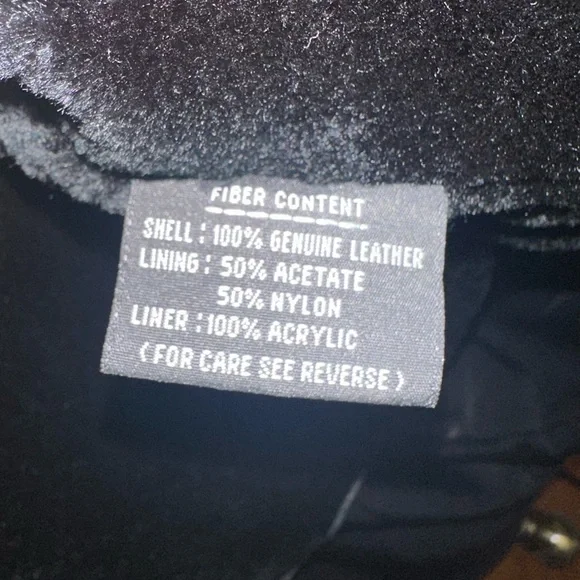 FIBER CONTENT
SHELL : 100% GENUINE LEATHER
LINING : 50% ACETATE
50% NYLON
LINER : 100% ACRYLIC
(FOR CARE SEE REVERSE)